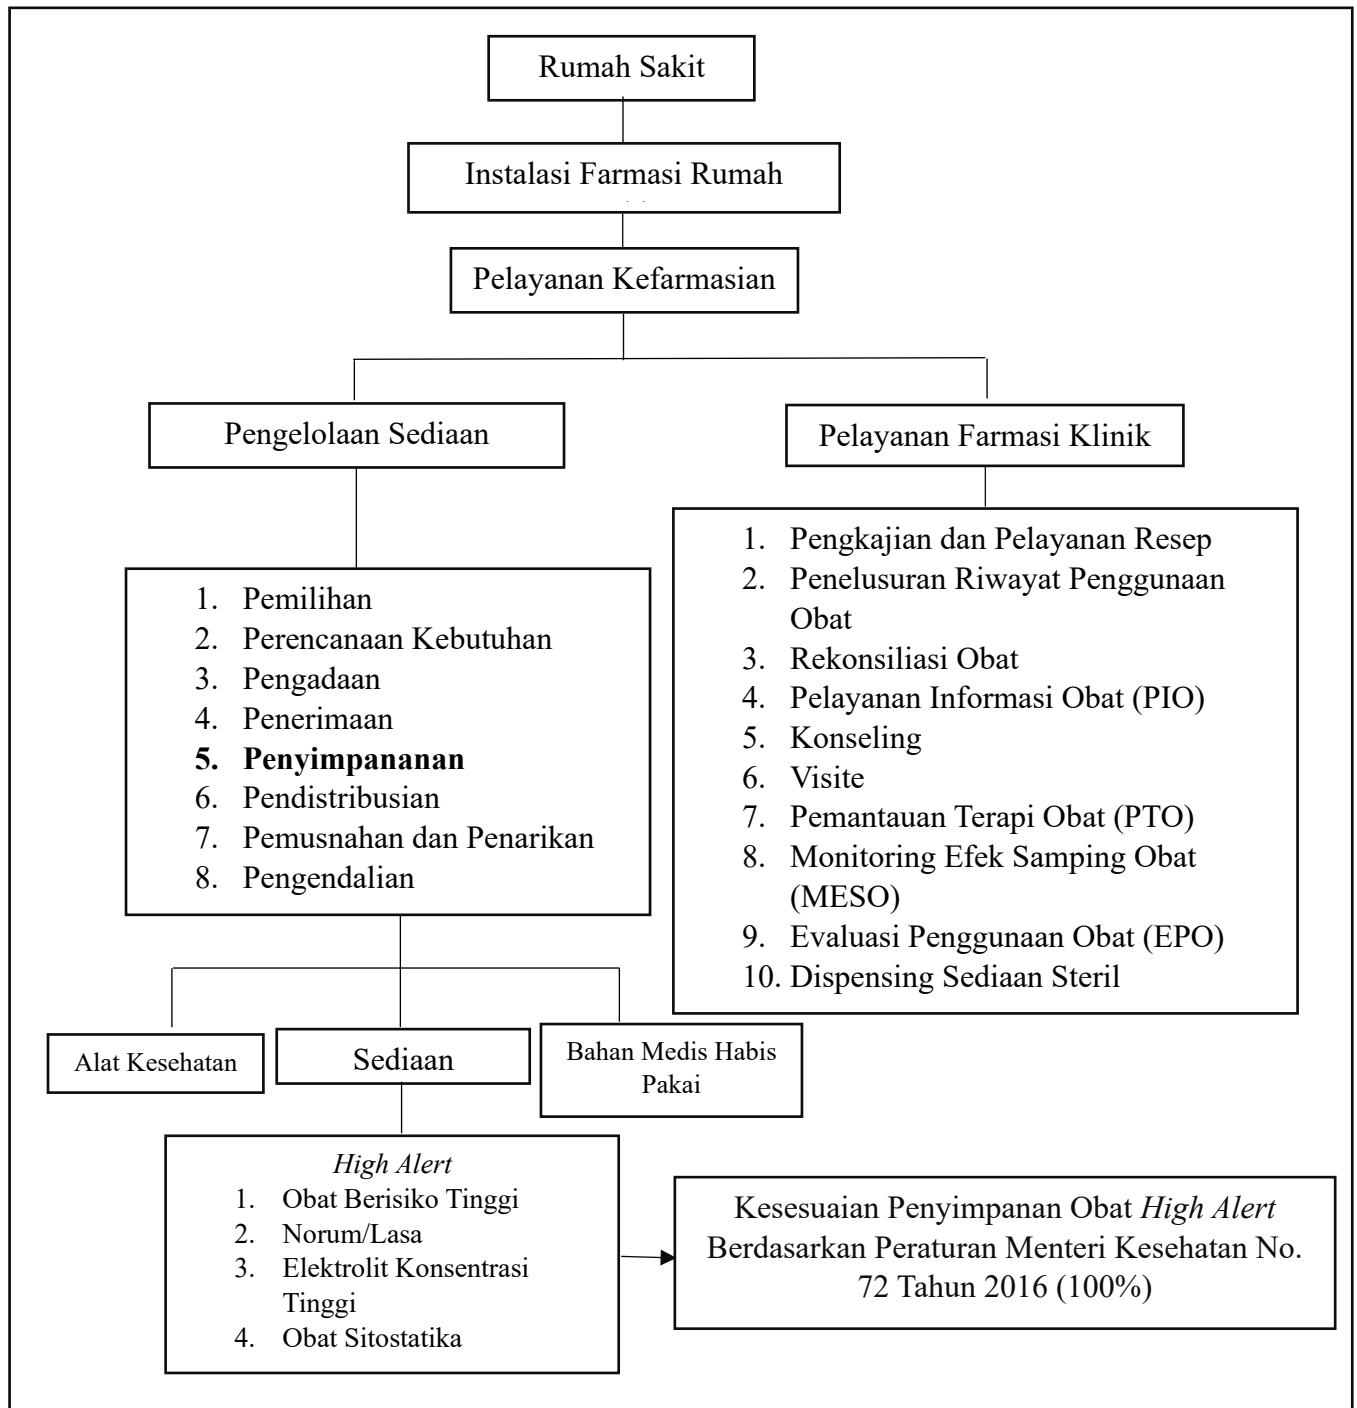 Rumah Sakit
Instalasi Farmasi Rumah
Pelayanan Kefarmasian
Pengelolaan Sediaan
Pelayanan Farmasi Klinik
1. Pemilihan
2. Perencanaan Kebutuhan
3. Pengadaan
4. Penerimaan
5. Penyimpananan
6. Pendistribusian
7. Pemusnahan dan Penarikan
8. Pengendalian
1. Pengkajian dan Pelayanan Resep
2. Penelusuran Riwayat Penggunaan
Obat
3. Rekonsiliasi Obat
4. Pelayanan Informasi Obat (PIO)
5. Konseling
6. Visite
7. Pemantauan Terapi Obat (PTO)
8. Monitoring Efek Samping Obat
(MESO)
9. Evaluasi Penggunaan Obat (EPO)
10. Dispensing Sediaan Steril
Alat Kesehatan
Sediaan
Bahan Medis Habis
Pakai
High Alert
1. Obat Berisiko Tinggi
2. Norum/Lasa
3. Elektrolit Konsentrasi
Tinggi
4. Obat Sitostatika
Kesesuaian Penyimpanan Obat High Alert
Berdasarkan Peraturan Menteri Kesehatan No.
72 Tahun 2016 (100%)